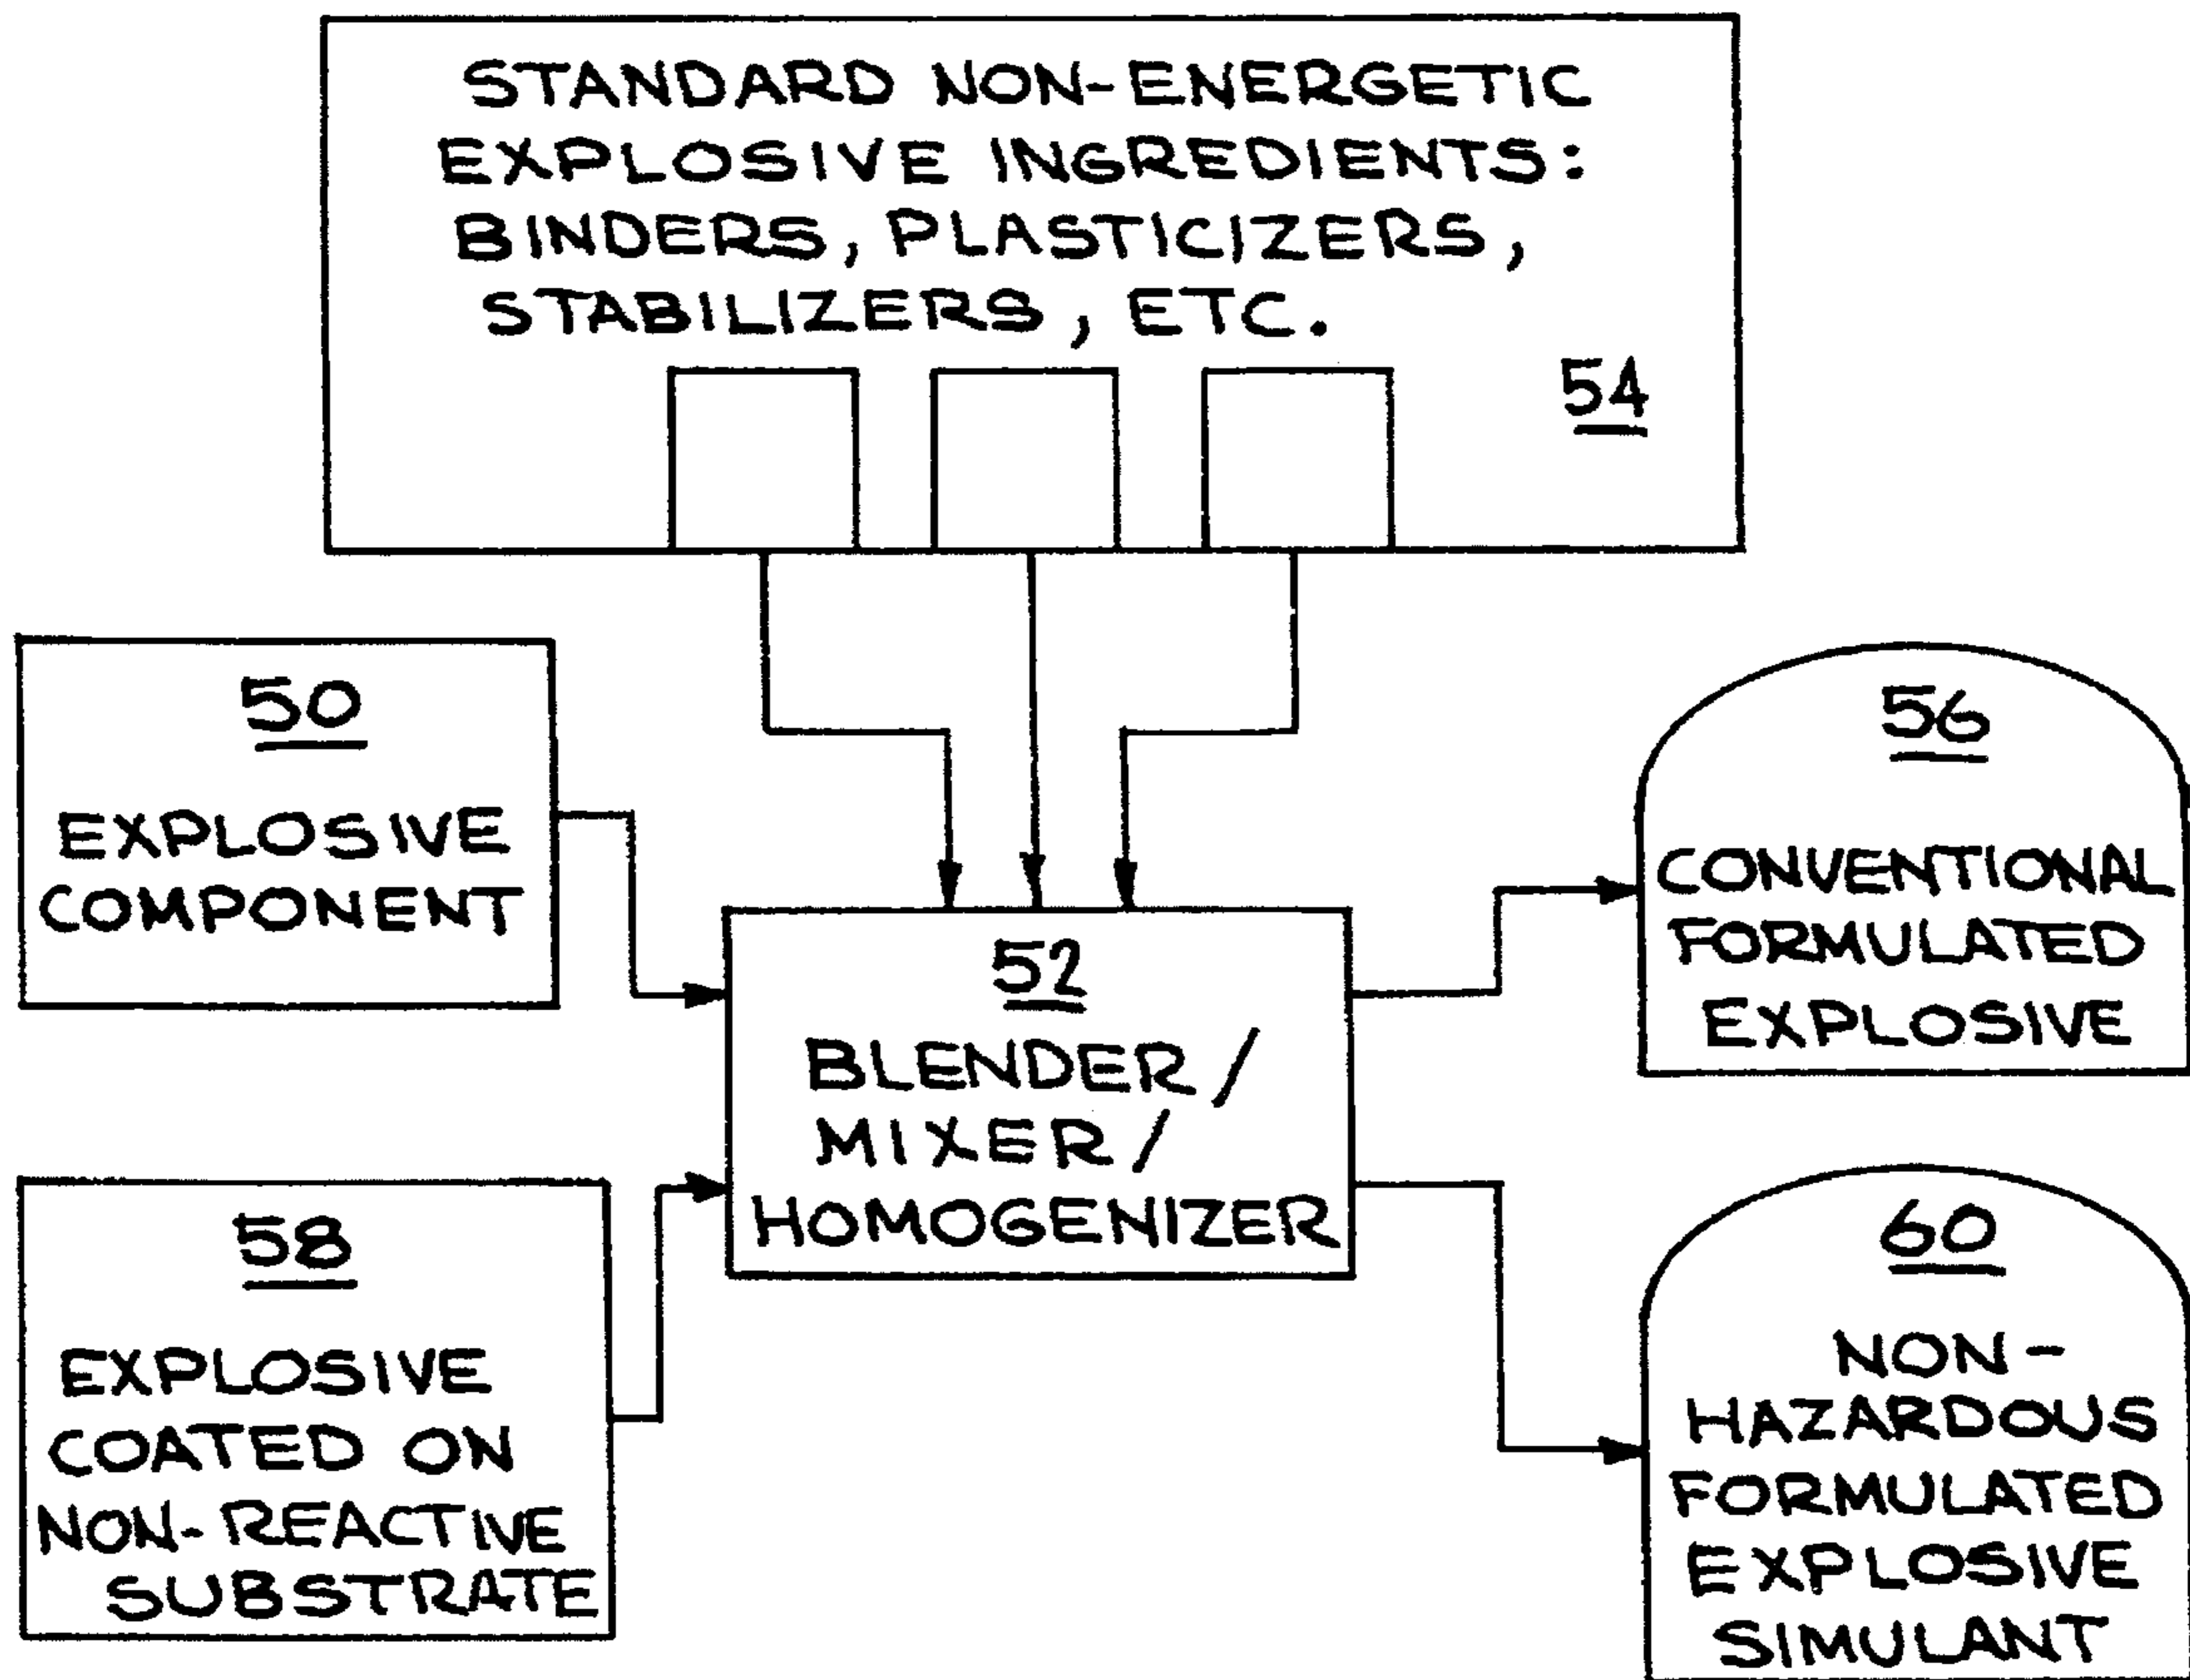 STANDARD NON-ENERGETIC
EXPLOSIVE INGREDIENTS:
BINDERS, PLASTICIZERS,
STABILIZERS, ETC.
54
50
EXPLOSIVE
COMPONENT
52
BLENDER/
MIXER/
HOMOGENIZER
56
CONVENTIONAL
FORMULATED
EXPLOSIVE
58
EXPLOSIVE
COATED ON
NON-REACTIVE
SUBSTRATE
60
NON-
HAZARDOUS
FORMULATED
EXPLOSIVE
SIMULANT